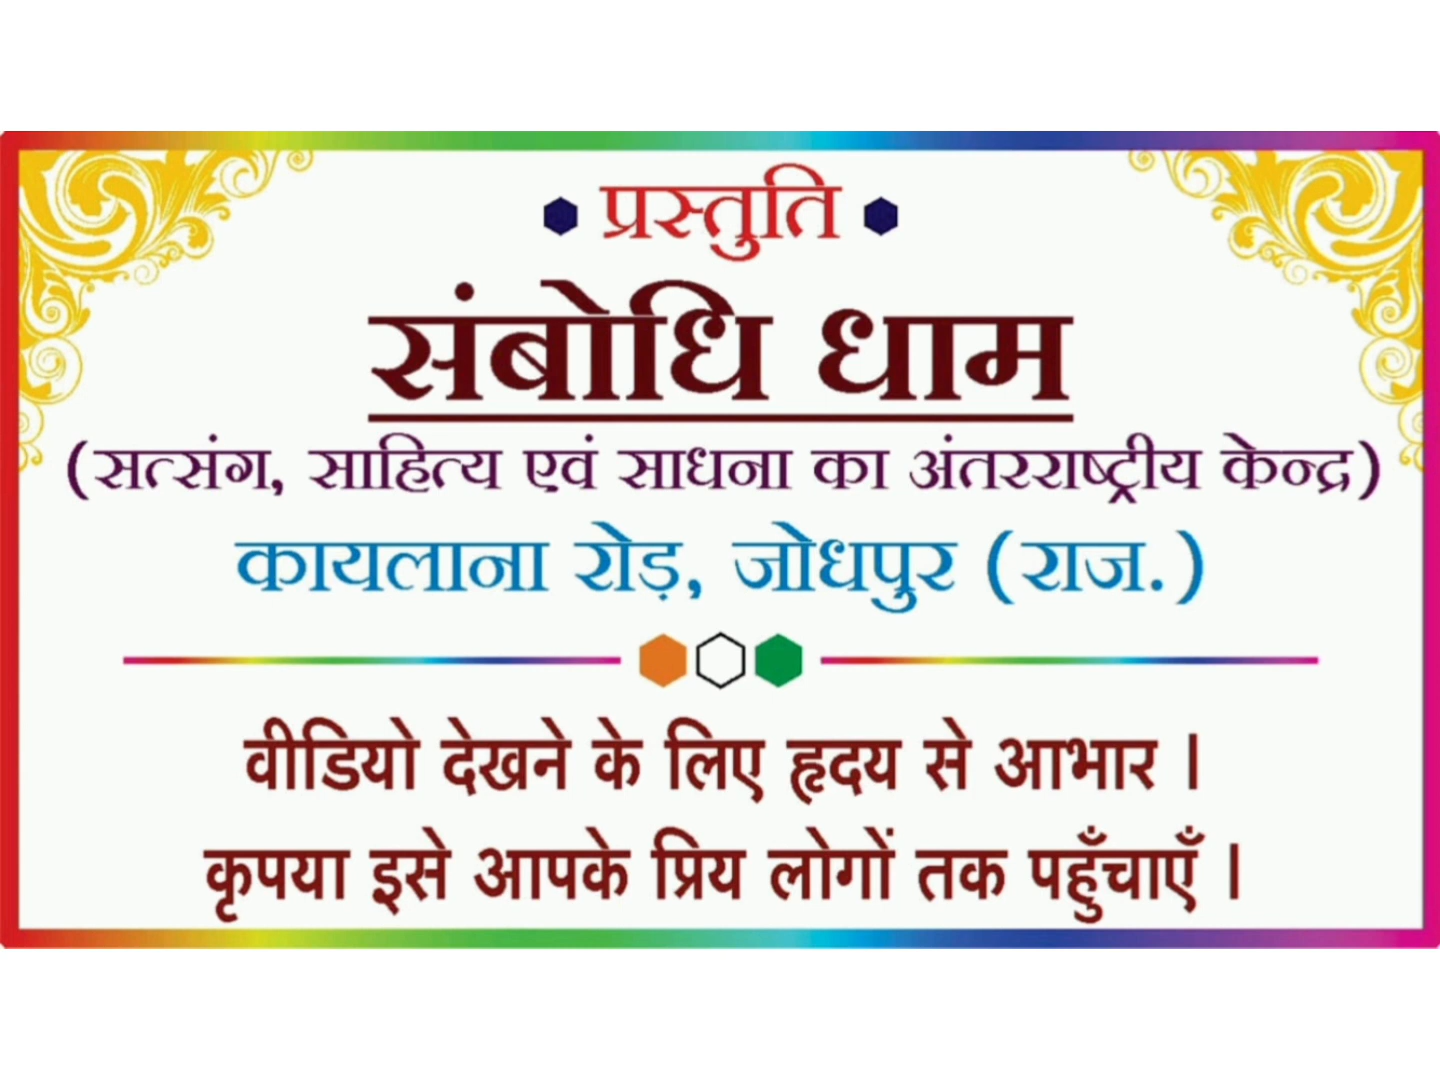 प्रस्तुति
संबोधि धाम
(सत्संग, साहित्य एवं साधना का अंतरराष्ट्रीय केन्द्र)
कायलाना रोड़, जोधपुर (राज.)
वीडियो देखने के लिए हृदय से आभार ।
कृपया इसे आपके प्रिय लोगों तक पहुँचाएँ ।